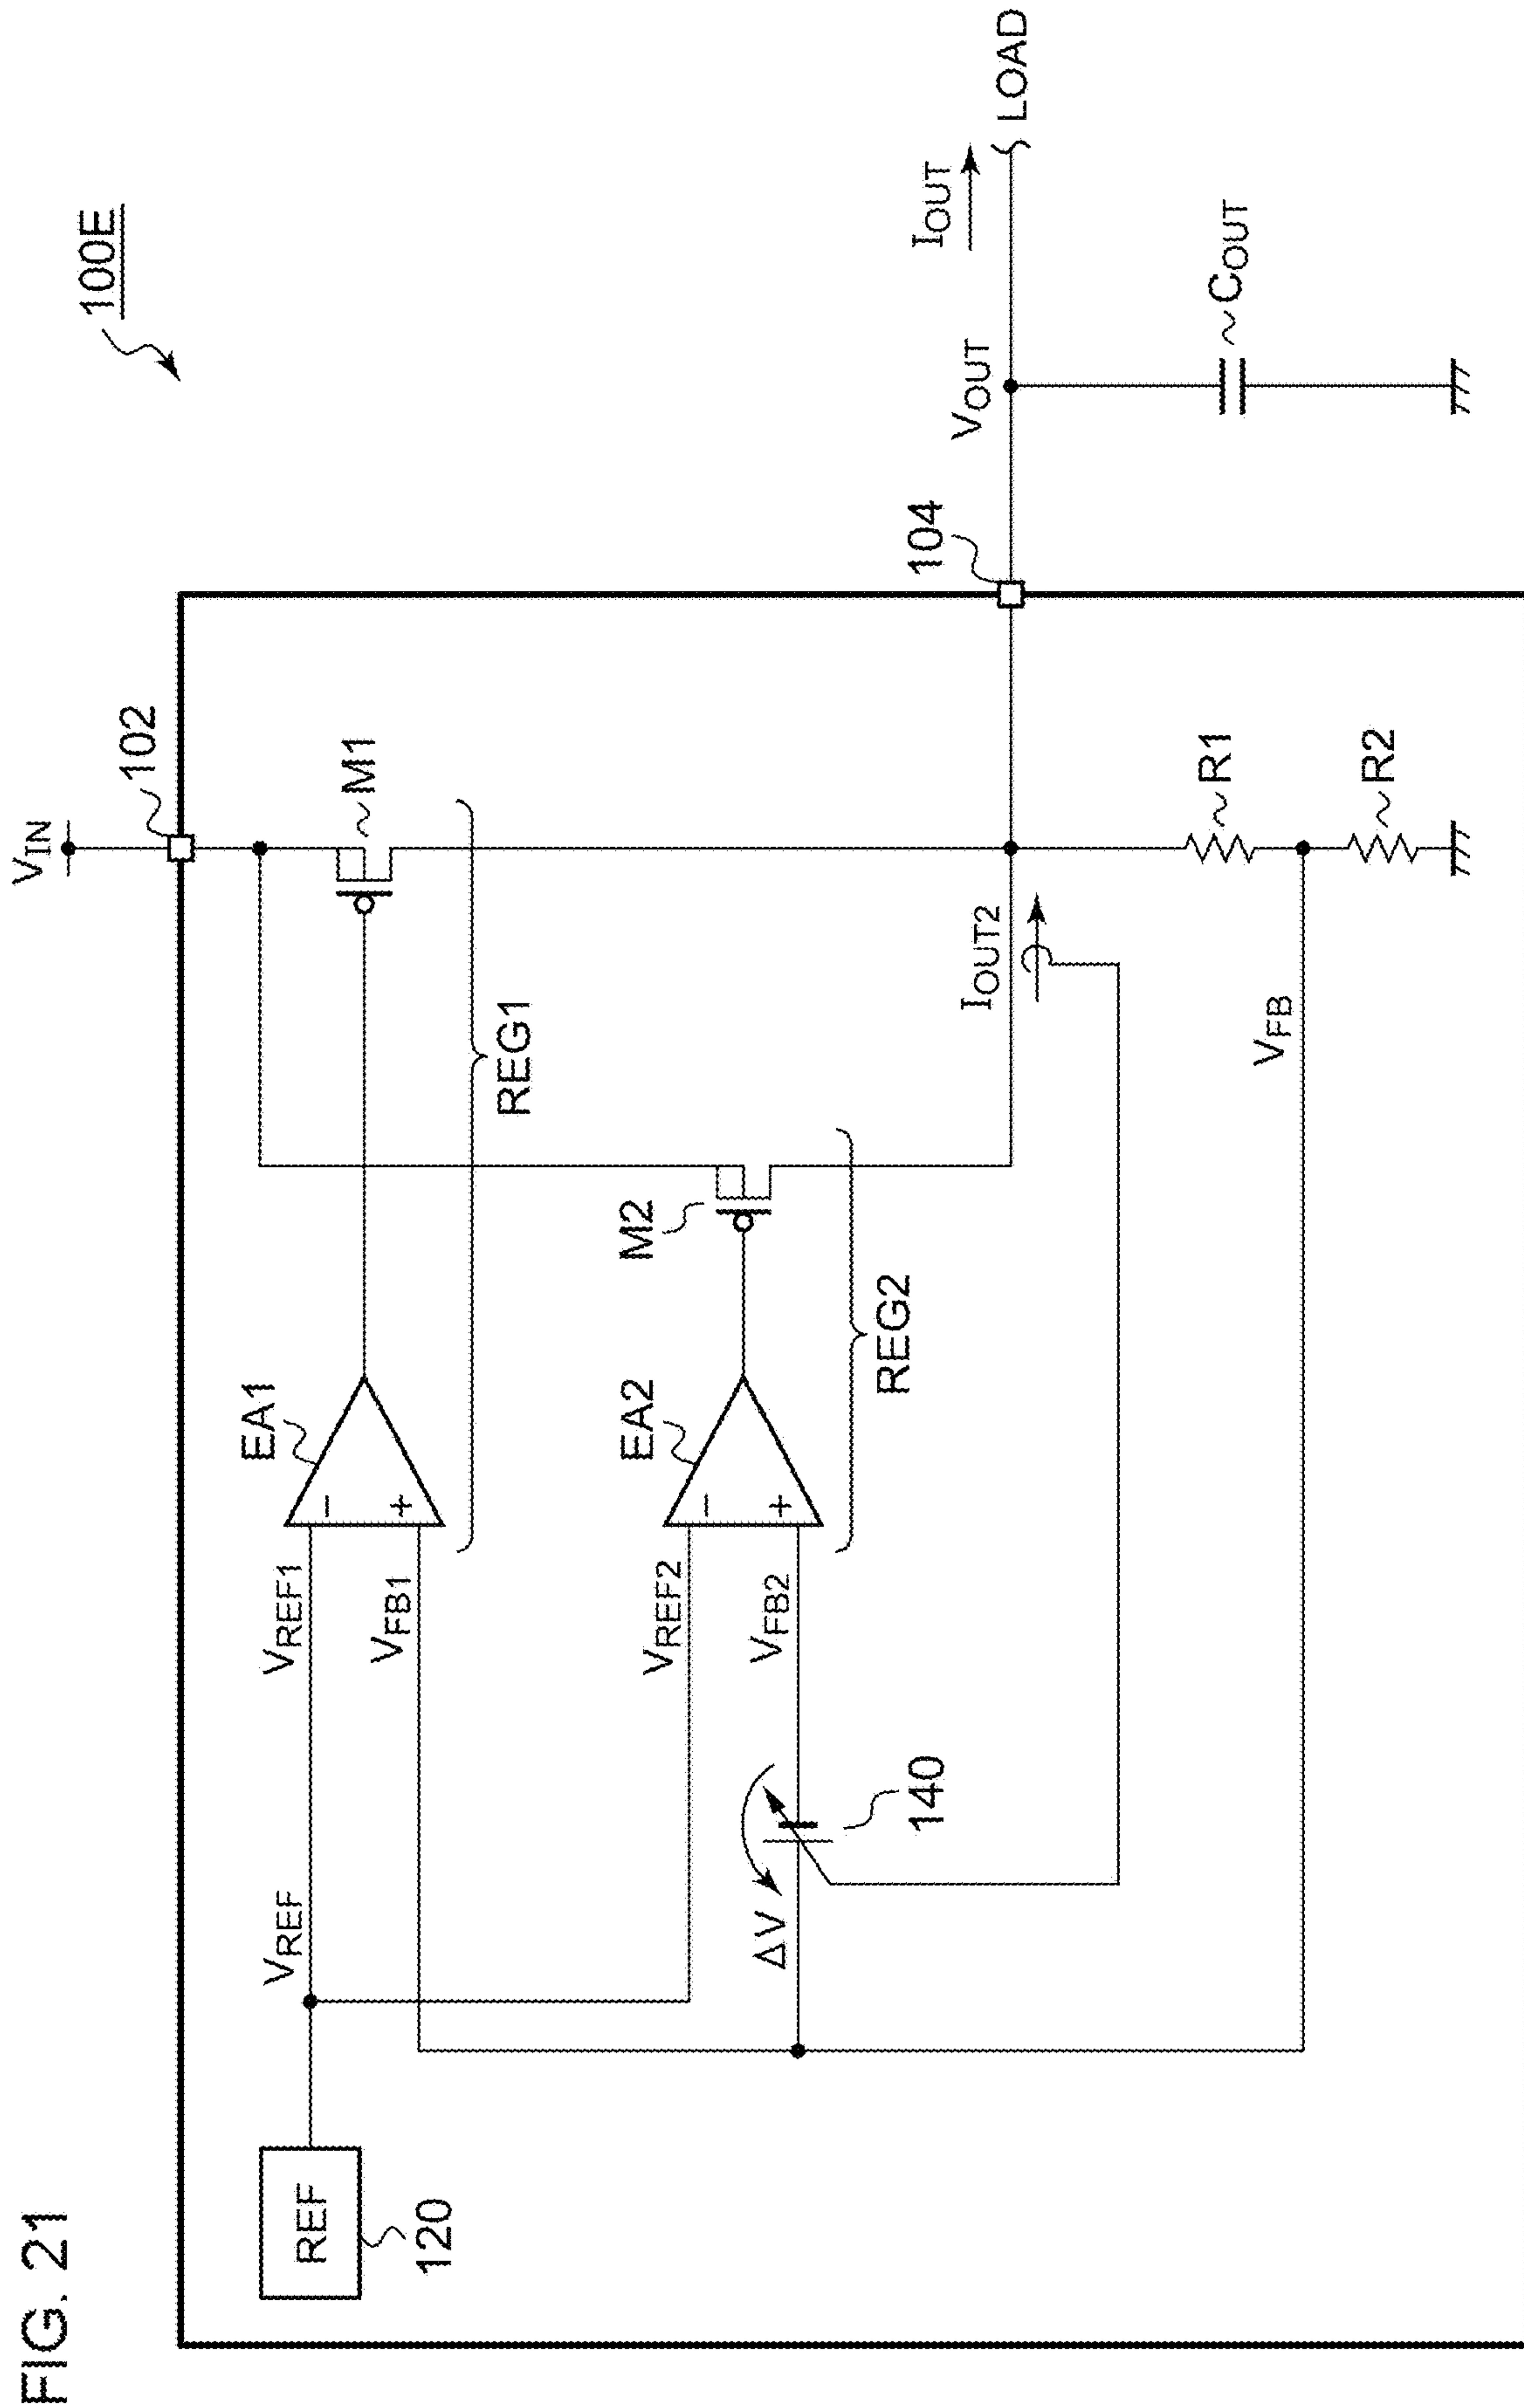 FIG. 21
100E
VIN
102
REF
120
VREF
VREF1
VFB1
EA1
M1
REG1
VREF2
VFB2
EA2
M2
REG2
ΔV
140
IOUT2
104
VOUT
IOUT
LOAD
COUT
R1
VFB
R2
−
+
−
+